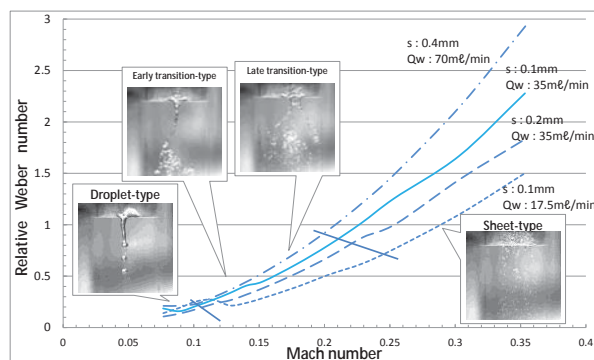 3
2.5
2
1.5
1
0.5
0
0
0.05
0.1
0.15
0.2
0.25
0.3
0.35
0.4
Relative Weber number
Mach number
s : 0.4mm
Qw : 70mℓ/min
s : 0.1mm
Qw : 35mℓ/min
s : 0.2mm
Qw : 35mℓ/min
s : 0.1mm
Qw : 17.5mℓ/min
Early transition-type
Late transition-type
Droplet-type
Sheet-type